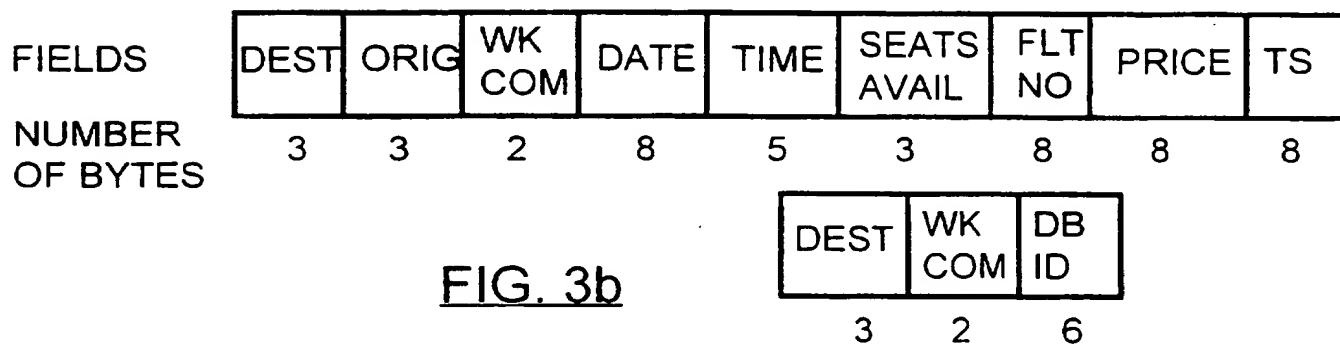 FIELDS DEST ORIG WK COM DATE TIME SEATS AVAIL FLT NO PRICE TS
NUMBER OF BYTES 3 3 2 8 5 3 8 8 8
DEST WK COM DB ID
3 2 6
FIG. 3b